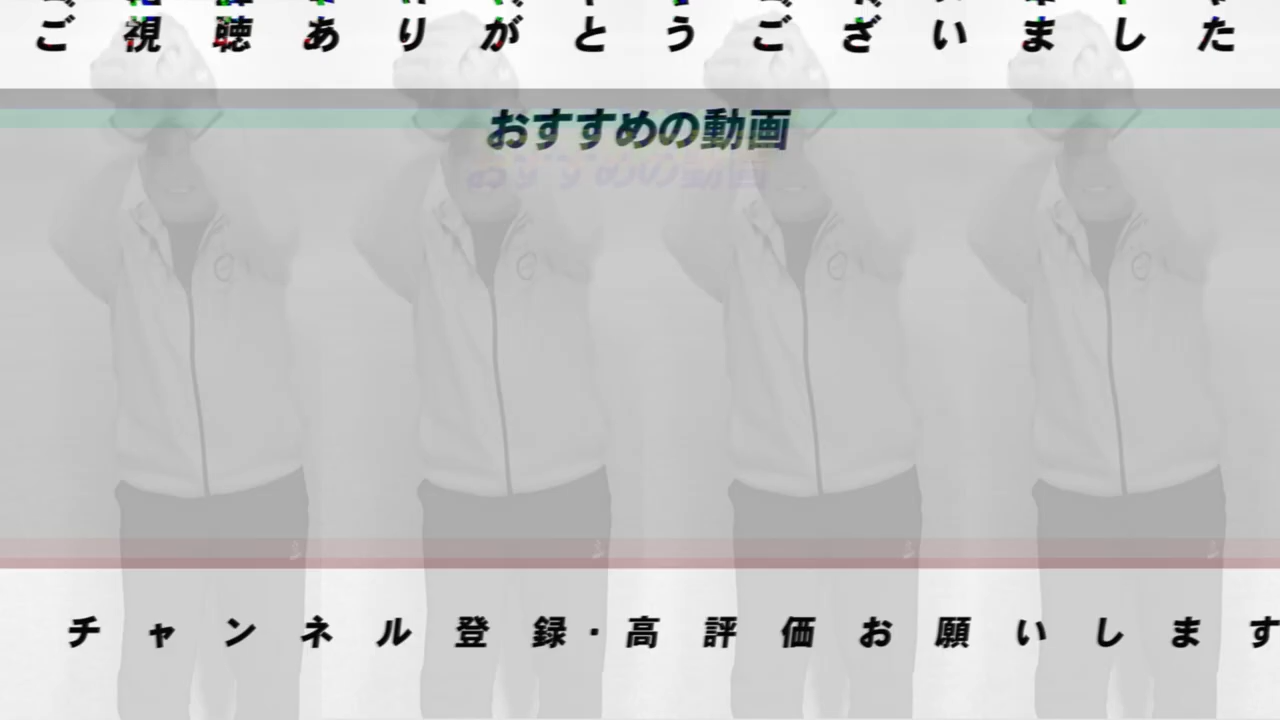 ご視聴ありがとうございました
おすすめの動画
チャンネル登録・高評価お願いします